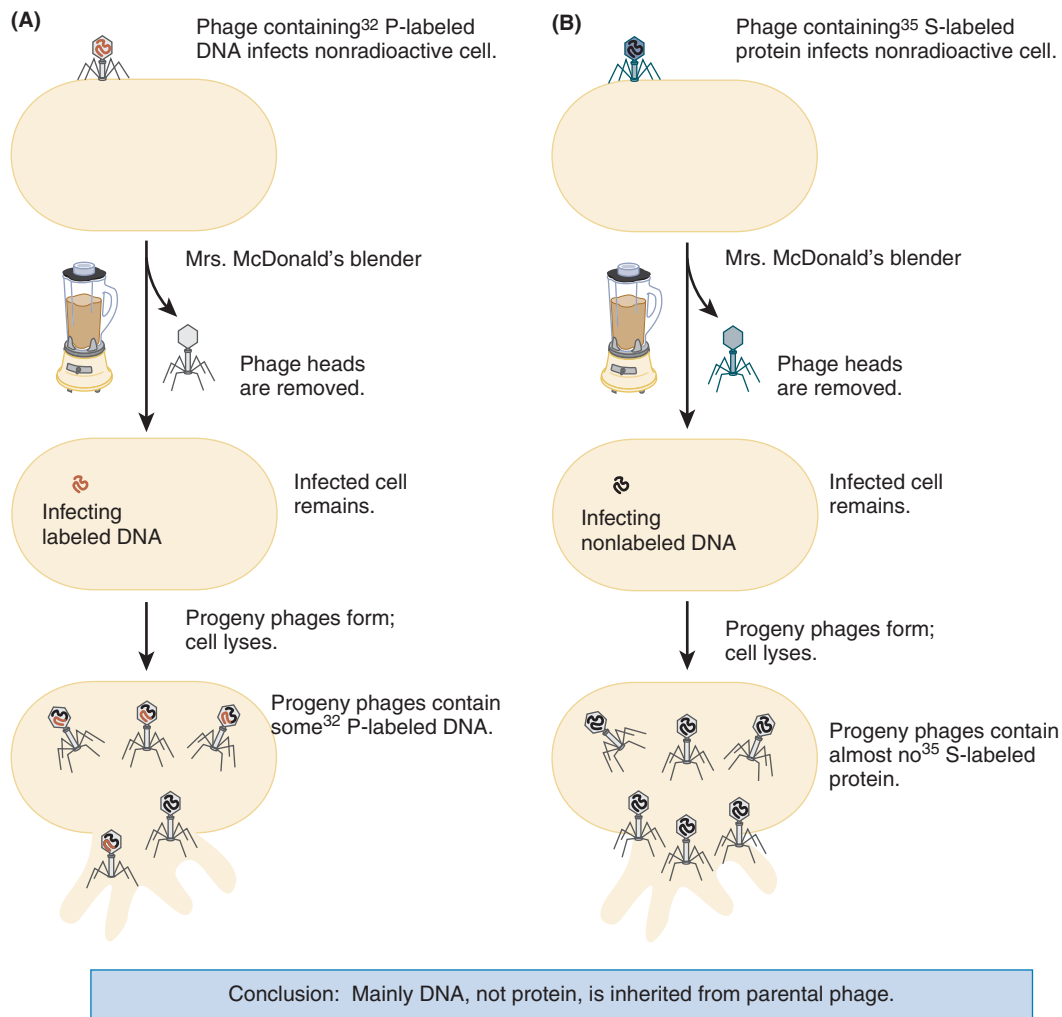 (A)
Phage containing32 P-labeled
DNA infects nonradioactive cell.
Mrs. McDonald's blender
Phage heads
are removed.
Infected cell
remains.
Infecting
labeled DNA
Progeny phages form;
cell lyses.
Progeny phages contain
some32 P-labeled DNA.
(B)
Phage containing35 S-labeled
protein infects nonradioactive cell.
Mrs. McDonald's blender
Phage heads
are removed.
Infected cell
remains.
Infecting
nonlabeled DNA
Progeny phages form;
cell lyses.
Progeny phages contain
almost no35 S-labeled
protein.
Conclusion: Mainly DNA, not protein, is inherited from parental phage.